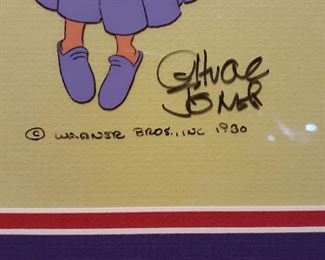 Chuck
Jones
© WARNER BROS., INC 1980